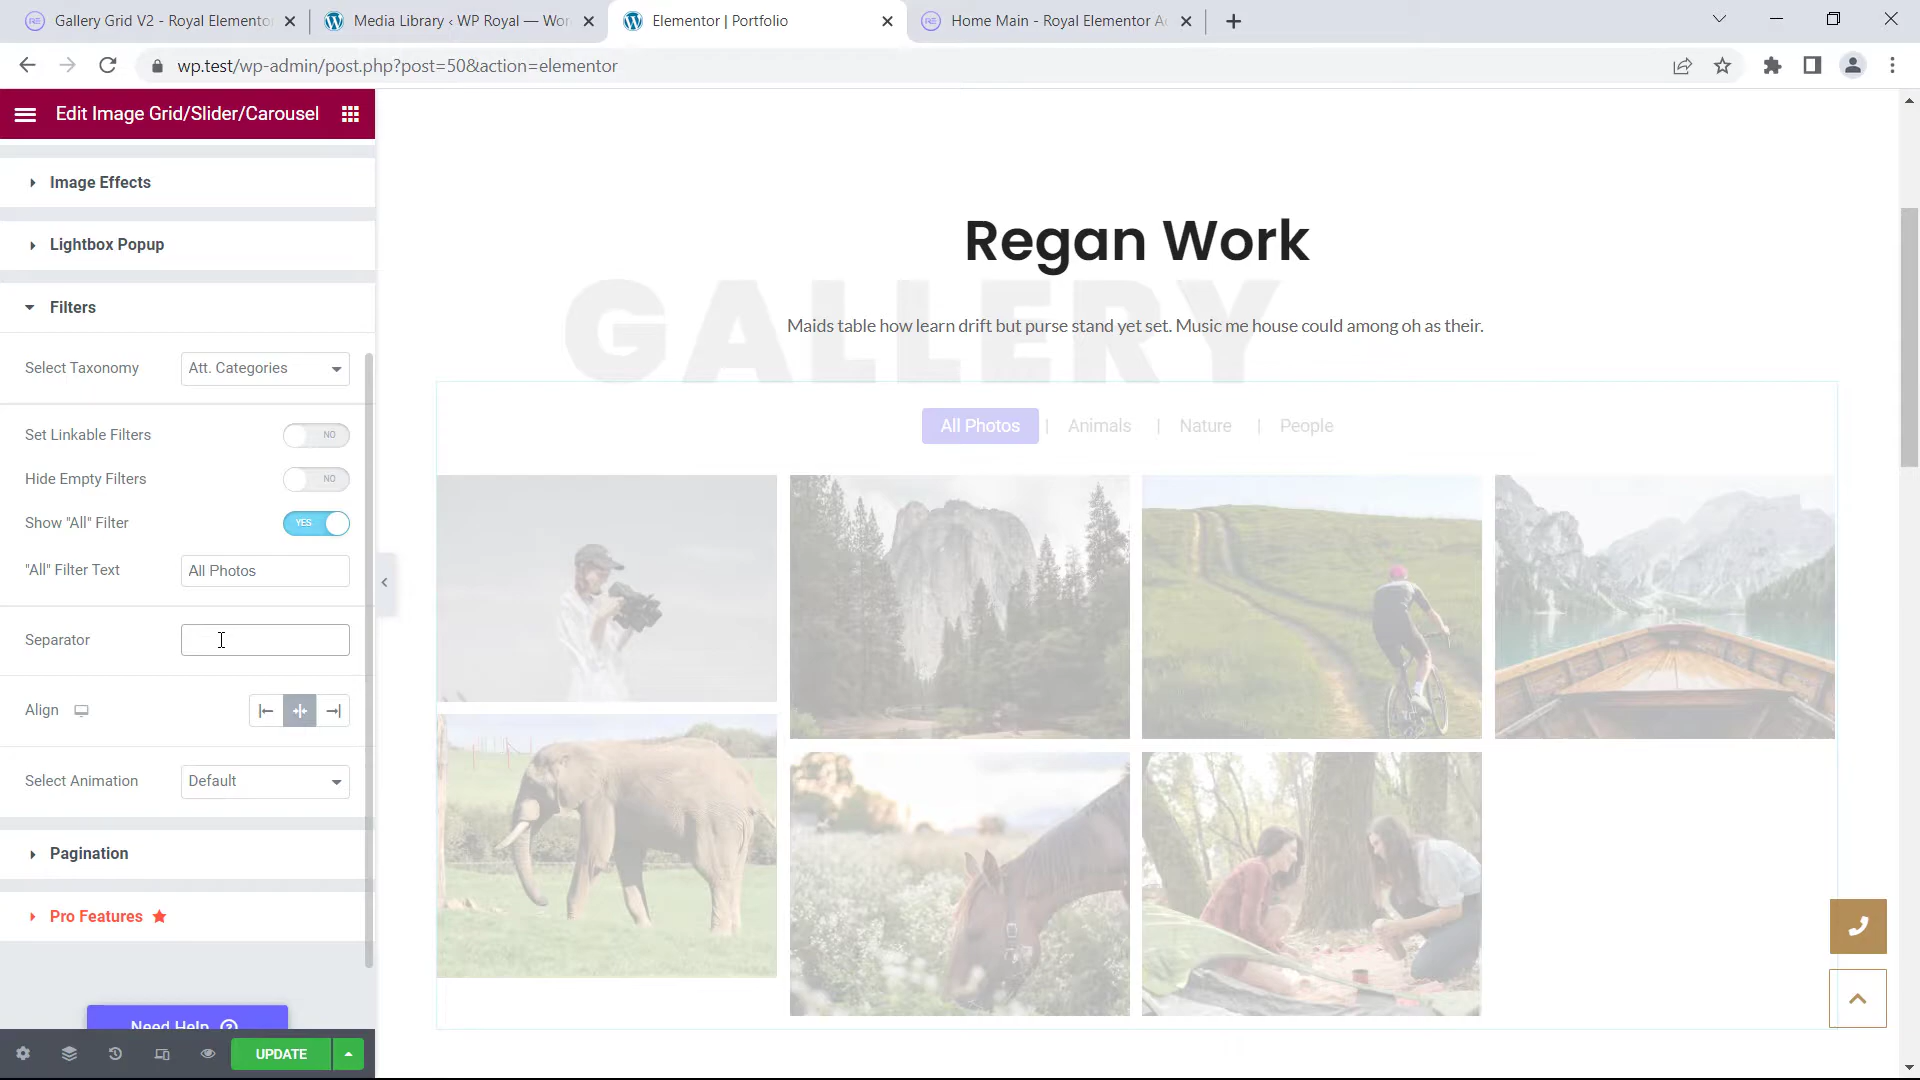 Gallery Grid V2 - Royal Elemento
Media Library ‹ WP Royal — Wor
Elementor | Portfolio
Home Main - Royal Elementor A
wp.test/wp-admin/post.php?post=50&action=elementor
Edit Image Grid/Slider/Carousel
Image Effects
Lightbox Popup
Filters
Select Taxonomy
Att. Categories
Set Linkable Filters
NO
Hide Empty Filters
NO
Show "All" Filter
YES
"All" Filter Text
All Photos
Separator
Align
Select Animation
Default
Pagination
Pro Features
Need Help
UPDATE
Regan Work
GALLERY
Maids table how learn drift but purse stand yet set. Music me house could among oh as their.
All Photos | Animals | Nature | People